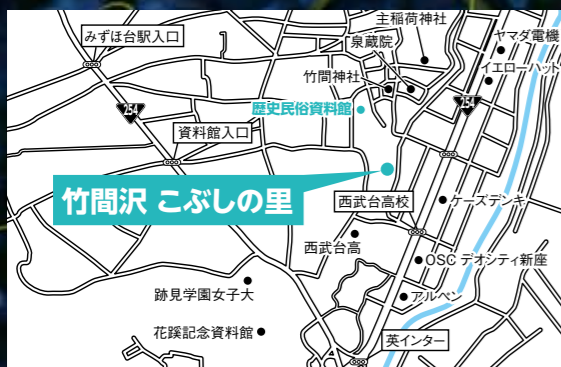 主稲荷神社
みずほ台駅入口
泉蔵院
ヤマダ電機
イエローハット
竹間神社
254
254
歴史民俗資料館
資料館入口
竹間沢 こぶしの里
西武台高校
ケーズデンキ
西武台高
OSC デオシティ新座
跡見学園女子大
アルペン
花蹊記念資料館
英インター